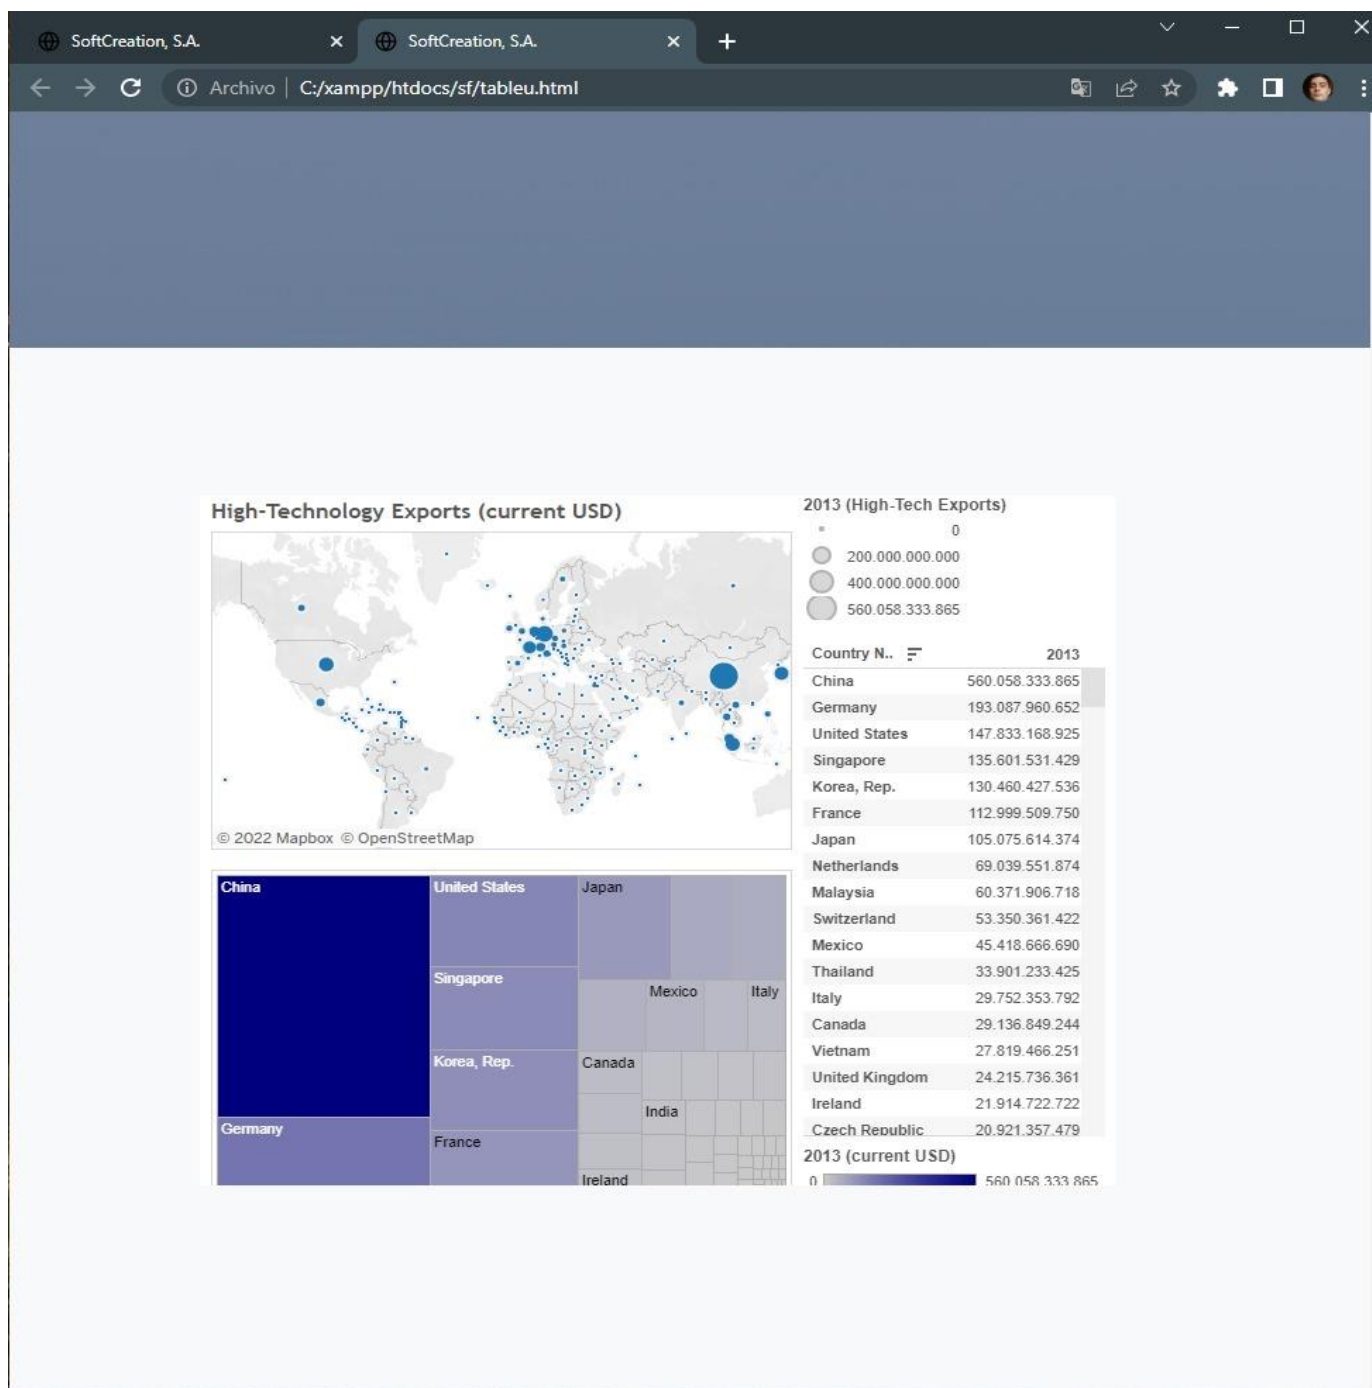 SoftCreation, S.A.
SoftCreation, S.A.
Archivo | C:/xampp/htdocs/sf/tableu.html
High-Technology Exports (current USD)
© 2022 Mapbox © OpenStreetMap
2013 (High-Tech Exports)
0
200.000.000.000
400.000.000.000
560.058.333.865
Country N.. 2013
China 560.058.333.865
Germany 193.087.960.652
United States 147.833.168.925
Singapore 135.601.531.429
Korea, Rep. 130.460.427.536
France 112.999.509.750
Japan 105.075.614.374
Netherlands 69.039.551.874
Malaysia 60.371.906.718
Switzerland 53.350.361.422
Mexico 45.418.666.690
Thailand 33.901.233.425
Italy 29.752.353.792
Canada 29.136.849.244
Vietnam 27.819.466.251
United Kingdom 24.215.736.361
Ireland 21.914.722.722
Czech Republic 20.921.357.479
China
United States
Japan
Singapore
Mexico
Italy
Korea, Rep.
Canada
India
Germany
France
Ireland
2013 (current USD)
0 560.058.333.865